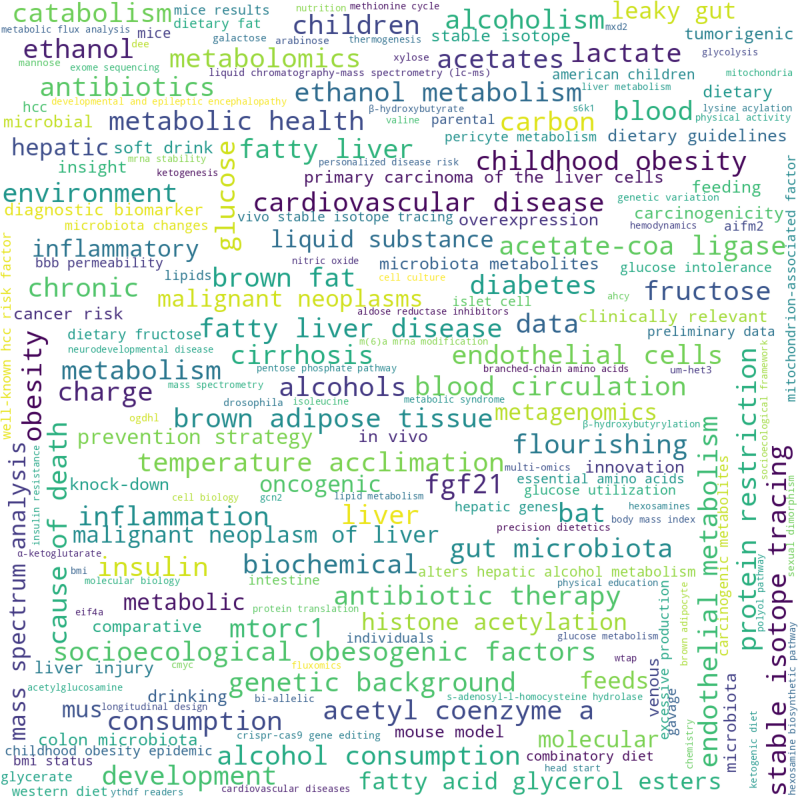 catabolism
mice results
nutrition
methionine cycle
leaky gut
metabolic flux analysis
mice
dietary fat
children
alcoholism
mxd2
ethanol
dee
galactose
arabinose
thermogenesis
stable isotope
tumorigenic
mannose
metabolomics
acetates
lactate
glycolysis
exome sequencing
xylose
liquid chromatography-mass spectrometry (lc-ms)
american children
mitochondria
antibiotics
ethanol metabolism
liver metabolism
dietary
hcc
developmental and epileptic encephalopathy
β-hydroxybutyrate
s6k1
blood
lysine acylation
microbial
metabolic health
valine
parental
carbon
physical activity
hepatic
soft drink
fatty liver
pericyte metabolism
dietary guidelines
insight
mrna stability
personalized disease risk
childhood obesity
ketogenesis
glucose
primary carcinoma of the liver cells
feeding
environment
cardiovascular disease
genetic variation
diagnostic biomarker
vivo stable isotope tracing
overexpression
carcinogenicity
microbiota changes
hemodynamics
aifm2
inflammatory
liquid substance
acetate-coa ligase
bbb permeability
nitric oxide
microbiota metabolites
glucose intolerance
lipids
brown fat
cell culture
diabetes
chronic
malignant neoplasms
islet cell
ahcy
fructose
cancer risk
aldose reductase inhibitors
clinically relevant
dietary fructose
fatty liver disease
data
preliminary data
neurodevelopmental disease
m(6)a mrna modification
cirrhosis
endothelial cells
metabolism
pentose phosphate pathway
branched-chain amino acids
um-het3
charge
mass spectrometry
alcohols
blood circulation
drosophila
isoleucine
metabolic syndrome
brown adipose tissue
metagenomics
ogdhl
β-hydroxybutyrylation
prevention strategy
in vivo
flourishing
temperature acclimation
multi-omics
innovation
knock-down
oncogenic
fgf21
essential amino acids
glucose utilization
cell biology
gcn2
lipid metabolism
hexosamines
inflammation
liver
hepatic genes
bat
body mass index
malignant neoplasm of liver
precision dietetics
α-ketoglutarate
insulin
biochemical
gut microbiota
bmi
molecular biology
intestine
alters hepatic alcohol metabolism
physical education
metabolic
antibiotic therapy
eif4a
protein translation
comparative
mtorc1
histone acetylation
individuals
glucose metabolism
socioecological obesogenic factors
wtap
liver injury
cmyc
fluxomics
acetylglucosamine
genetic background
feeds
drinking
bi-allelic
s-adenosyl-l-homocysteine hydrolase
mus
longitudinal design
consumption
acetyl coenzyme a
colon microbiota
crispr-cas9 gene editing
mouse model
molecular
childhood obesity epidemic
combinatory diet
bmi status
alcohol consumption
head start
glycerate
development
fatty acid glycerol esters
western diet
ythdf readers
cardiovascular diseases
well-known hcc risk factor
obesity
mass spectrum analysis
insulin resistance
cause of death
venous
excessive production
gavage
brown adipocyte
chemistry
endothelial metabolism
carcinogenic metabolites
microbiota
protein restriction
ketogenic diet
polyol pathway
socioecological framework
stable isotope tracing
mitochondrion-associated factor
sexual dimorphism
hexosamine biosynthetic pathway